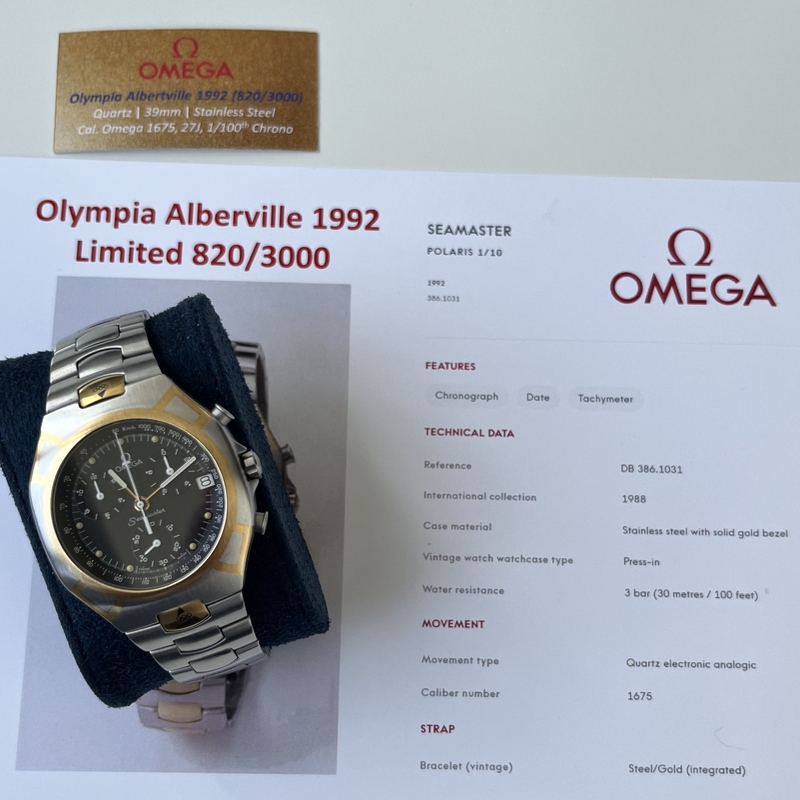 Ω
OMEGA
Olympia Albertville 1992 (820/3000)
Quartz | 39mm | Stainless Steel
Cal. Omega 1675, 27J, 1/100th Chrono
Olympia Alberville 1992
Limited 820/3000
SEAMASTER
POLARIS 1/10
1992
386.1031
Ω
OMEGA
FEATURES
Chronograph Date Tachymeter
TECHNICAL DATA
Reference DB 386.1031
International collection 1988
Case material Stainless steel with solid gold bezel
Vintage watch watchcase type Press-in
Water resistance 3 bar (30 metres / 100 feet)
MOVEMENT
Movement type Quartz electronic analogic
Caliber number 1675
STRAP
Bracelet (vintage) Steel/Gold (integrated)
OMEGA
Seamaster
8